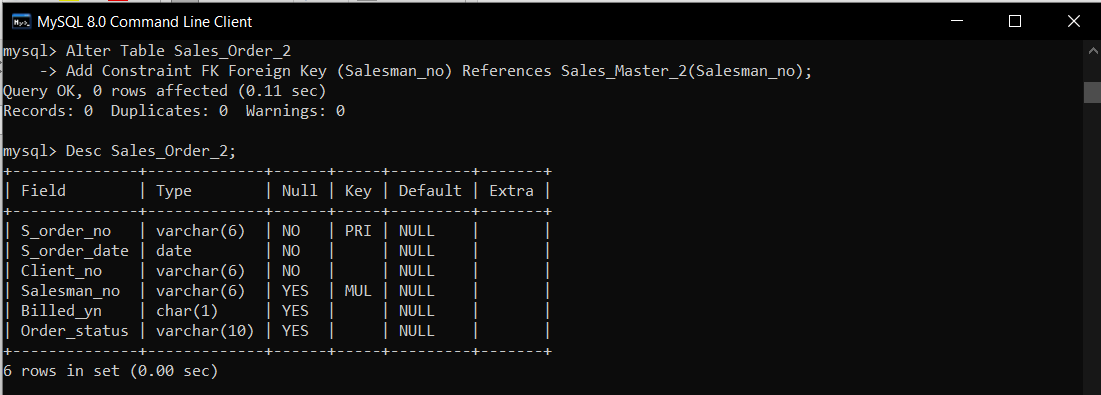 MySQL 8.0 Command Line Client
mysql> Alter Table Sales_Order_2
    -> Add Constraint FK Foreign Key (Salesman_no) References Sales_Master_2(Salesman_no);
Query OK, 0 rows affected (0.11 sec)
Records: 0  Duplicates: 0  Warnings: 0

mysql> Desc Sales_Order_2;
+--------------+-------------+------+-----+---------+-------+
| Field        | Type        | Null | Key | Default | Extra |
+--------------+-------------+------+-----+---------+-------+
| S_order_no   | varchar(6)  | NO   | PRI | NULL    |       |
| S_order_date | date        | NO   |     | NULL    |       |
| Client_no    | varchar(6)  | NO   |     | NULL    |       |
| Salesman_no  | varchar(6)  | YES  | MUL | NULL    |       |
| Billed_yn    | char(1)     | YES  |     | NULL    |       |
| Order_status | varchar(10) | YES  |     | NULL    |       |
+--------------+-------------+------+-----+---------+-------+
6 rows in set (0.00 sec)